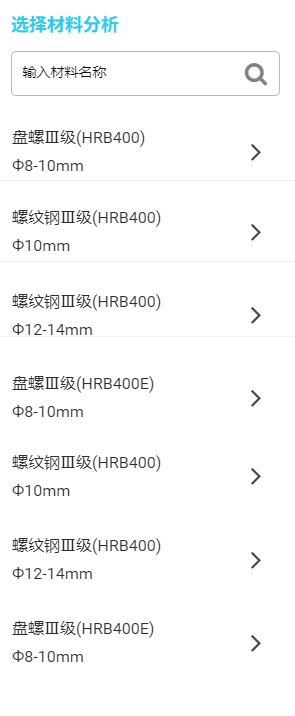 选择材料分析
输入材料名称
盘螺Ⅲ级(HRB400)
Φ8-10mm
螺纹钢Ⅲ级(HRB400)
Φ10mm
螺纹钢Ⅲ级(HRB400)
Φ12-14mm
盘螺Ⅲ级(HRB400E)
Φ8-10mm
螺纹钢Ⅲ级(HRB400)
Φ10mm
螺纹钢Ⅲ级(HRB400)
Φ12-14mm
盘螺Ⅲ级(HRB400E)
Φ8-10mm